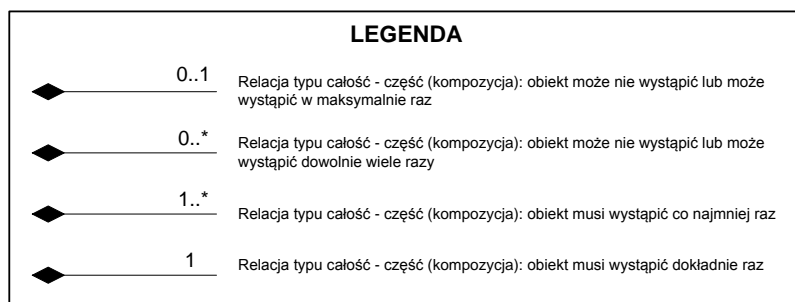 LEGENDA
0..1
Relacja typu całość - część (kompozycja): obiekt może nie wystąpić lub może
wystąpić w maksymalnie raz
0..*
Relacja typu całość - część (kompozycja): obiekt może nie wystąpić lub może
wystąpić dowolnie wiele razy
1..*
Relacja typu całość - część (kompozycja): obiekt musi wystąpić co najmniej raz
1
Relacja typu całość - część (kompozycja): obiekt musi wystąpić dokładnie raz